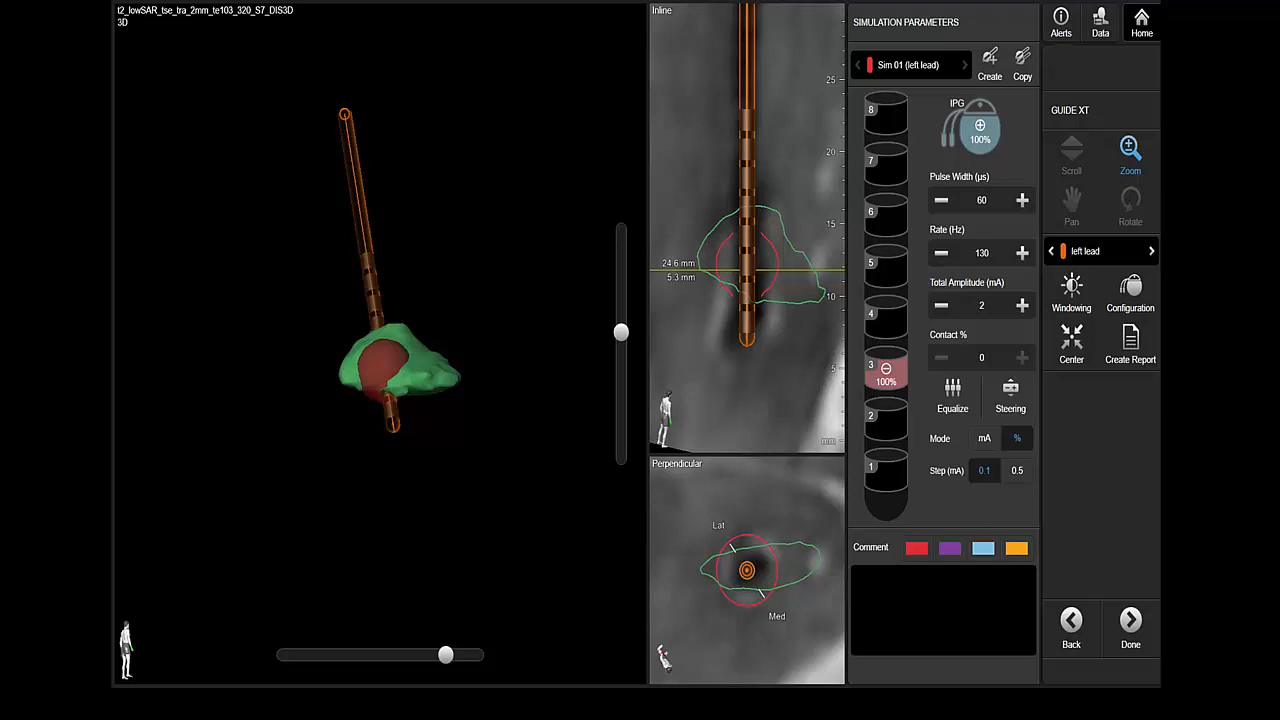 t2_lowSAR_tse_tra_2mm_te103_320_S7_DIS3D
3D
Inline
25
20
15
24.6 mm
5.3 mm
10
5
mm
Perpendicular
Lat
Med
SIMULATION PARAMETERS
Sim 01 (left lead)
Create
Copy
8
7
6
5
4
3
100%
2
1
IPG
100%
Pulse Width (µs)
60
Rate (Hz)
130
Total Amplitude (mA)
2
Contact %
0
Equalize
Steering
Mode
mA
%
Step (mA)
0.1
0.5
Comment
Alerts
Data
Home
GUIDE XT
Scroll
Zoom
Pan
Rotate
left lead
Windowing
Configuration
Center
Create Report
Back
Done